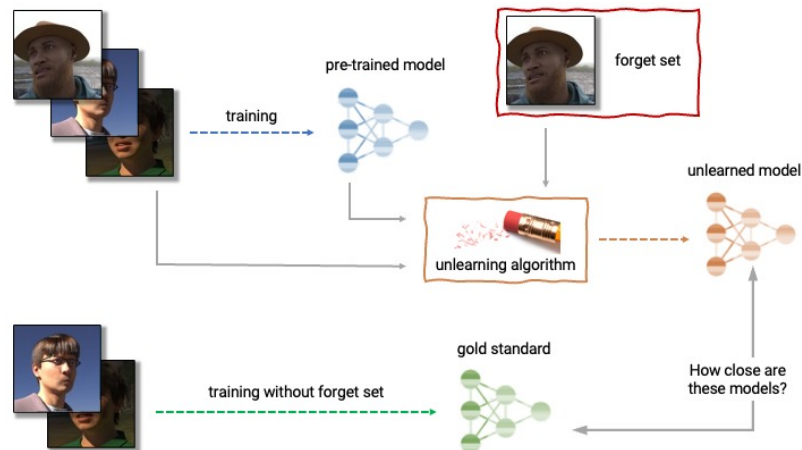 pre-trained model
forget set
training
unlearned model
unlearning algorithm
gold standard
training without forget set
How close are
these models?